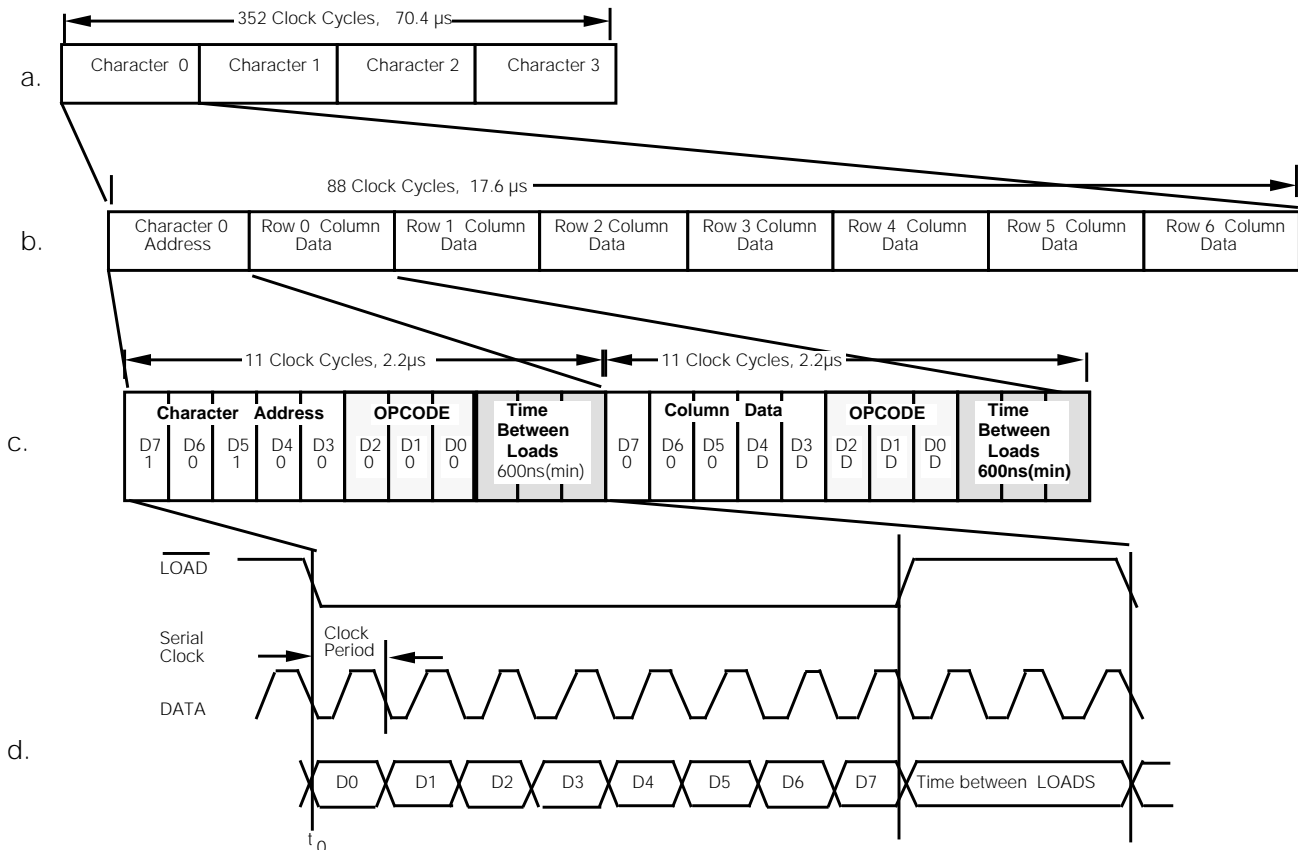 352 Clock Cycles, 70.4 µs
a.
Character 0
Character 1
Character 2
Character 3
88 Clock Cycles, 17.6 µs
b.
Character 0
Address
Row 0 Column
Data
Row 1 Column
Data
Row 2 Column
Data
Row 3 Column
Data
Row 4 Column
Data
Row 5 Column
Data
Row 6 Column
Data
11 Clock Cycles, 2.2µs
11 Clock Cycles, 2.2µs
c.
Character Address
OPCODE
Time
Between
Loads
600ns(min)
D7 D6 D5 D4 D3 D2 D1 D0
1 0 1 0 0 0 0 0
Column Data
OPCODE
Time
Between
Loads
600ns(min)
D7 D6 D5 D4 D3 D2 D1 D0
0 0 0 D D D D D
LOAD
Serial
Clock
Clock
Period
DATA
d.
D0 D1 D2 D3 D4 D5 D6 D7 Time between LOADS
t0